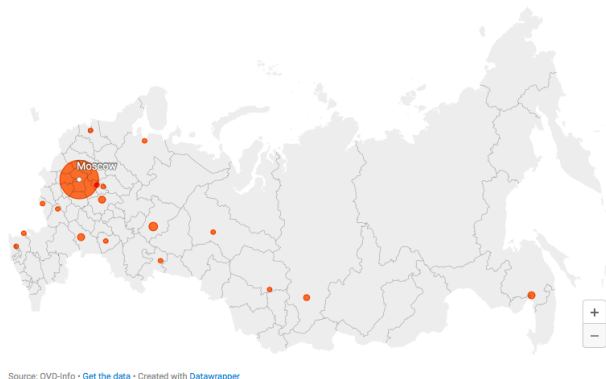 Moscow
+
−
Source: OVD-Info • Get the data • Created with Datawrapper